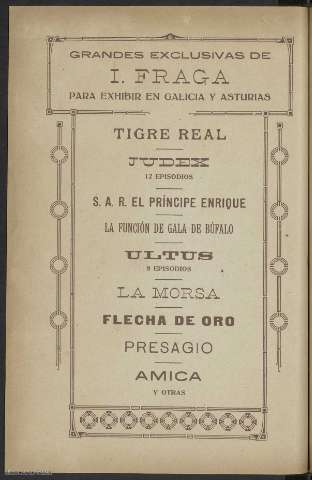 GRANDES EXCLUSIVAS DE
I. FRAGA
PARA EXHIBIR EN GALICIA Y ASTURIAS
TIGRE REAL
JUDEX
12 EPISODIOS
S. A. R. EL PRÍNCIPE ENRIQUE
LA FUNCIÓN DE GALA DE BÚFALO
ULTUS
8 EPISODIOS
LA MORSA
FLECHA DE ORO
PRESAGIO
AMICA
Y OTRAS